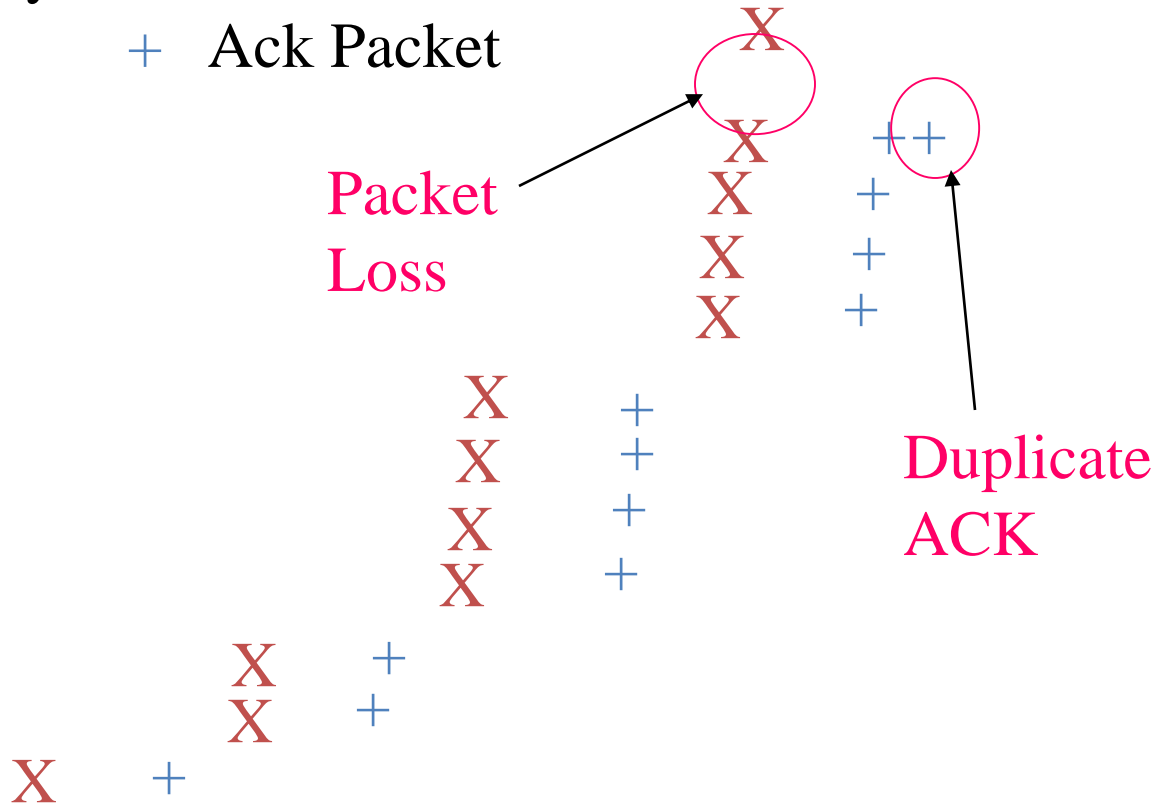 + Ack Packet
X
X + +
Packet
X +
Loss
X +
X +
X +
X +
Duplicate
X +
ACK
X +
X +
X +
X +